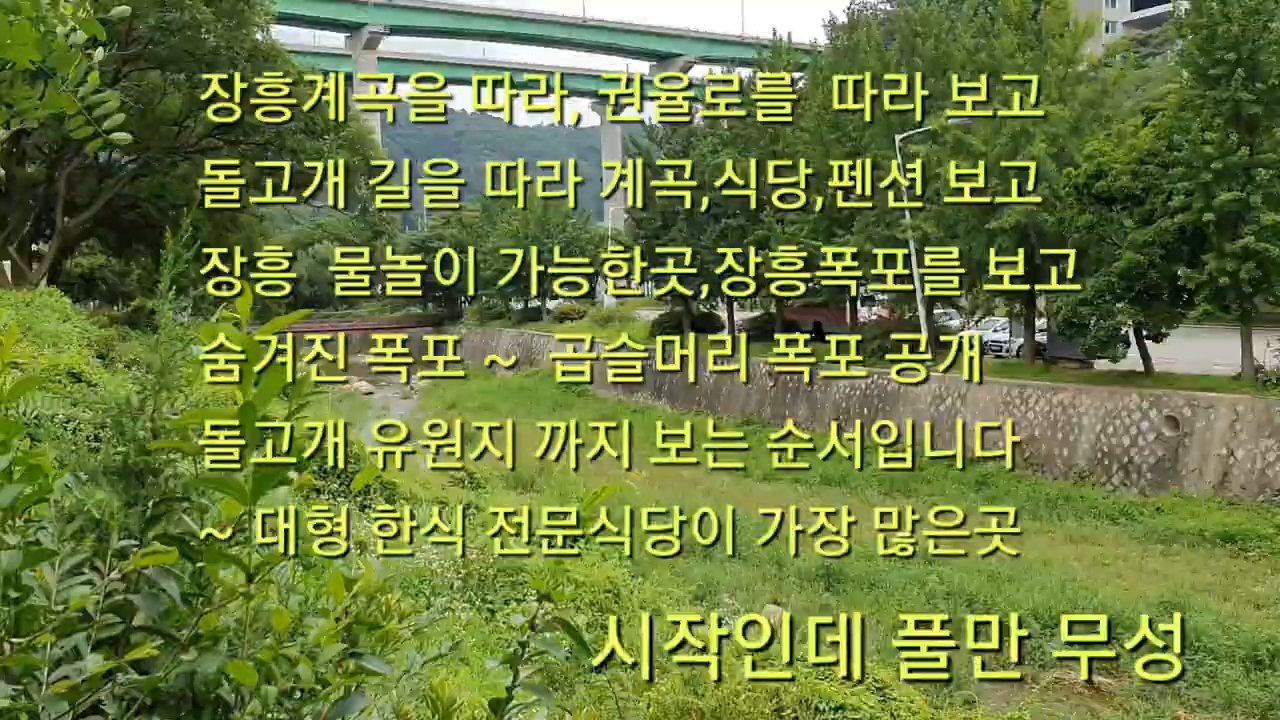 장흥계곡을 따라, 권율로를 따라 보고
돌고개 길을 따라 계곡,식당,펜션 보고
장흥 물놀이 가능한곳,장흥폭포를 보고
숨겨진 폭포 ~ 곱슬머리 폭포 공개
돌고개 유원지 까지 보는 순서입니다
~ 대형 한식 전문식당이 가장 많은곳
시작인데 풀만 무성